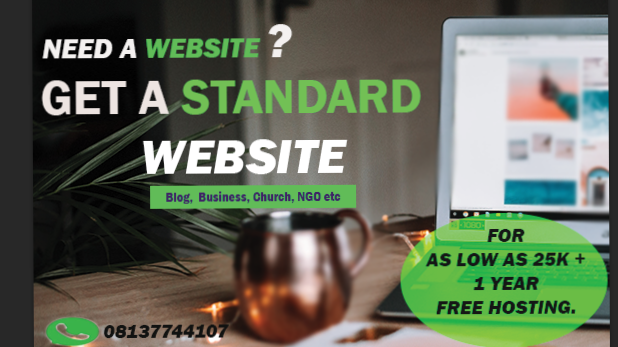 NEED A WEBSITE ?
GET A STANDARD
WEBSITE
Blog, Business, Church, NGO etc
FOR
AS LOW AS 25K +
1 YEAR
FREE HOSTING.
08137744107